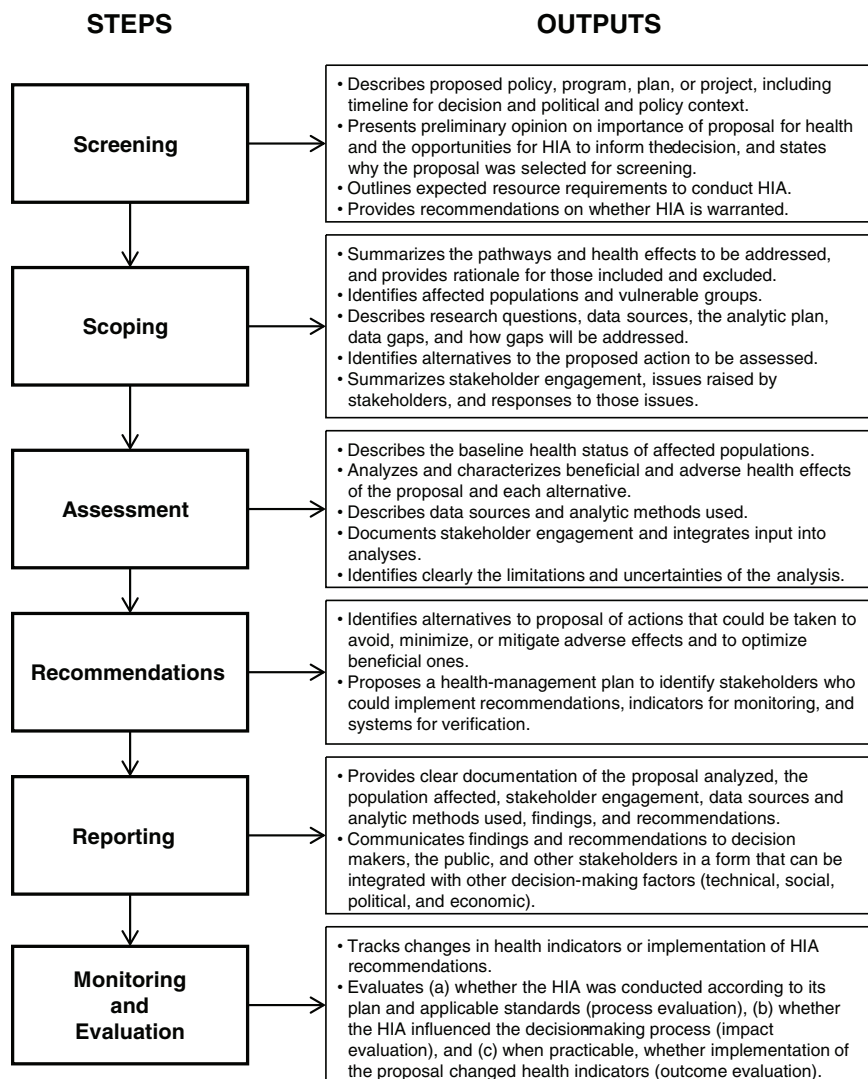 STEPS
OUTPUTS
Screening
• Describes proposed policy, program, plan, or project, including
timeline for decision and political and policy context.
• Presents preliminary opinion on importance of proposal for health
and the opportunities for HIA to inform thedecision, and states
why the proposal was selected for screening.
• Outlines expected resource requirements to conduct HIA.
• Provides recommendations on whether HIA is warranted.
Scoping
• Summarizes the pathways and health effects to be addressed,
and provides rationale for those included and excluded.
• Identifies affected populations and vulnerable groups.
• Describes research questions, data sources, the analytic plan,
data gaps, and how gaps will be addressed.
• Identifies alternatives to the proposed action to be assessed.
• Summarizes stakeholder engagement, issues raised by
stakeholders, and responses to those issues.
Assessment
• Describes the baseline health status of affected populations.
• Analyzes and characterizes beneficial and adverse health effects
of the proposal and each alternative.
• Describes data sources and analytic methods used.
• Documents stakeholder engagement and integrates input into
analyses.
• Identifies clearly the limitations and uncertainties of the analysis.
Recommendations
• Identifies alternatives to proposal of actions that could be taken to
avoid, minimize, or mitigate adverse effects and to optimize
beneficial ones.
• Proposes a health-management plan to identify stakeholders who
could implement recommendations, indicators for monitoring, and
systems for verification.
Reporting
• Provides clear documentation of the proposal analyzed, the
population affected, stakeholder engagement, data sources and
analytic methods used, findings, and recommendations.
• Communicates findings and recommendations to decision
makers, the public, and other stakeholders in a form that can be
integrated with other decision-making factors (technical, social,
political, and economic).
Monitoring
and
Evaluation
• Tracks changes in health indicators or implementation of HIA
recommendations.
• Evaluates (a) whether the HIA was conducted according to its
plan and applicable standards (process evaluation), (b) whether
the HIA influenced the decision-making process (impact
evaluation), and (c) when practicable, whether implementation of
the proposal changed health indicators (outcome evaluation).